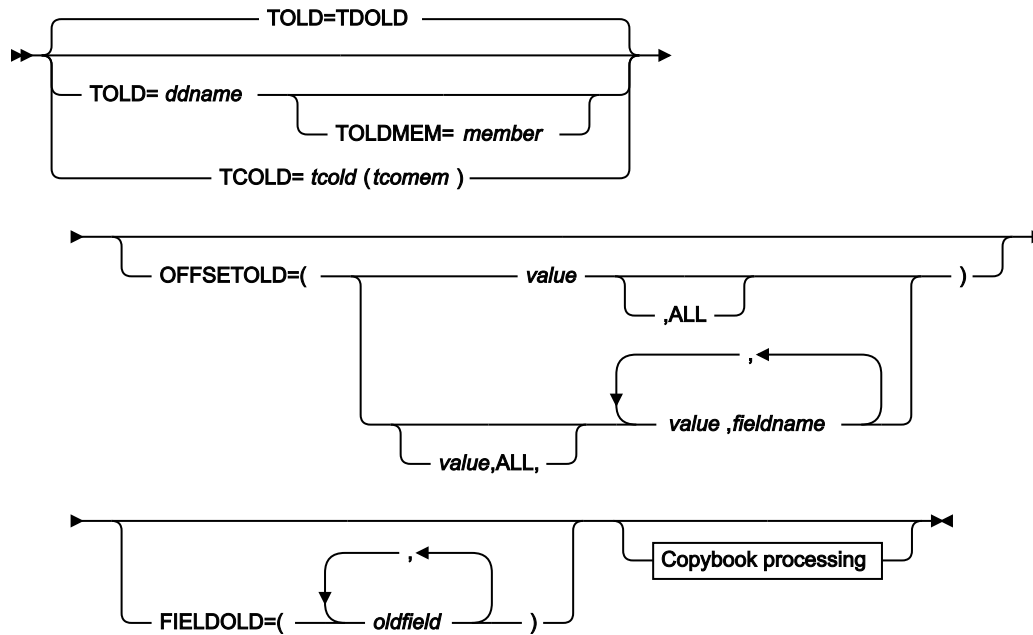 TOLD=TDOLD
TOLD= ddname
TOLDMEM= member
TCOLD= tcold (tcomem )
OFFSETOLD=( value )
,ALL
,
value ,fieldname
value,ALL,
,
Copybook processing
FIELDOLD=( oldfield )